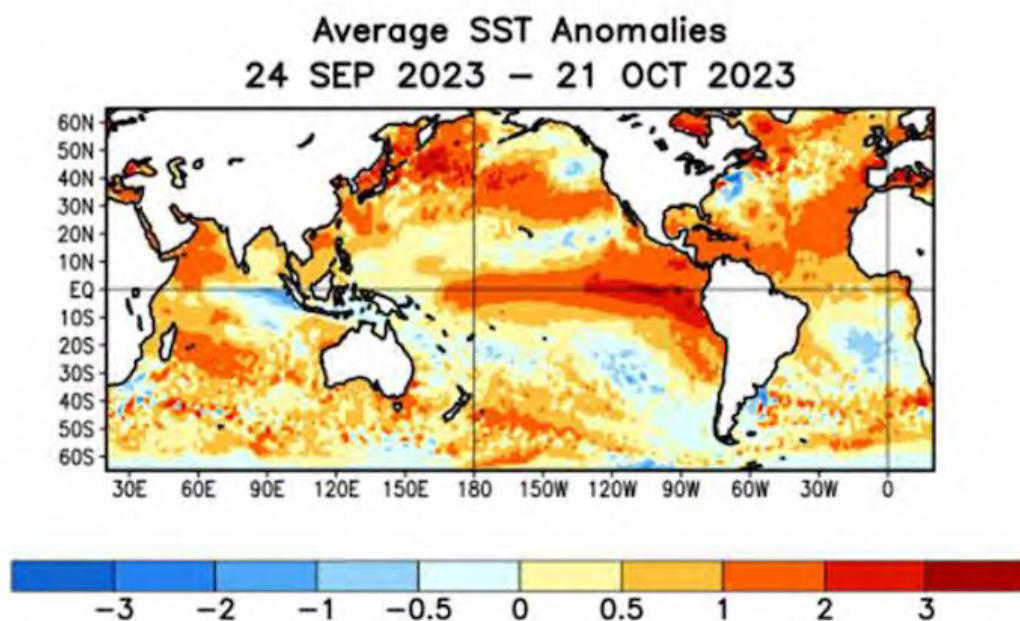 Average SST Anomalies
24 SEP 2023 – 21 OCT 2023
60N
50N
40N
30N
20N
10N
EQ
10S
20S
30S
40S
50S
60S
30E 60E 90E 120E 150E 180 150W 120W 90W 60W 30W 0
−3 −2 −1 −0.5 0 0.5 1 2 3